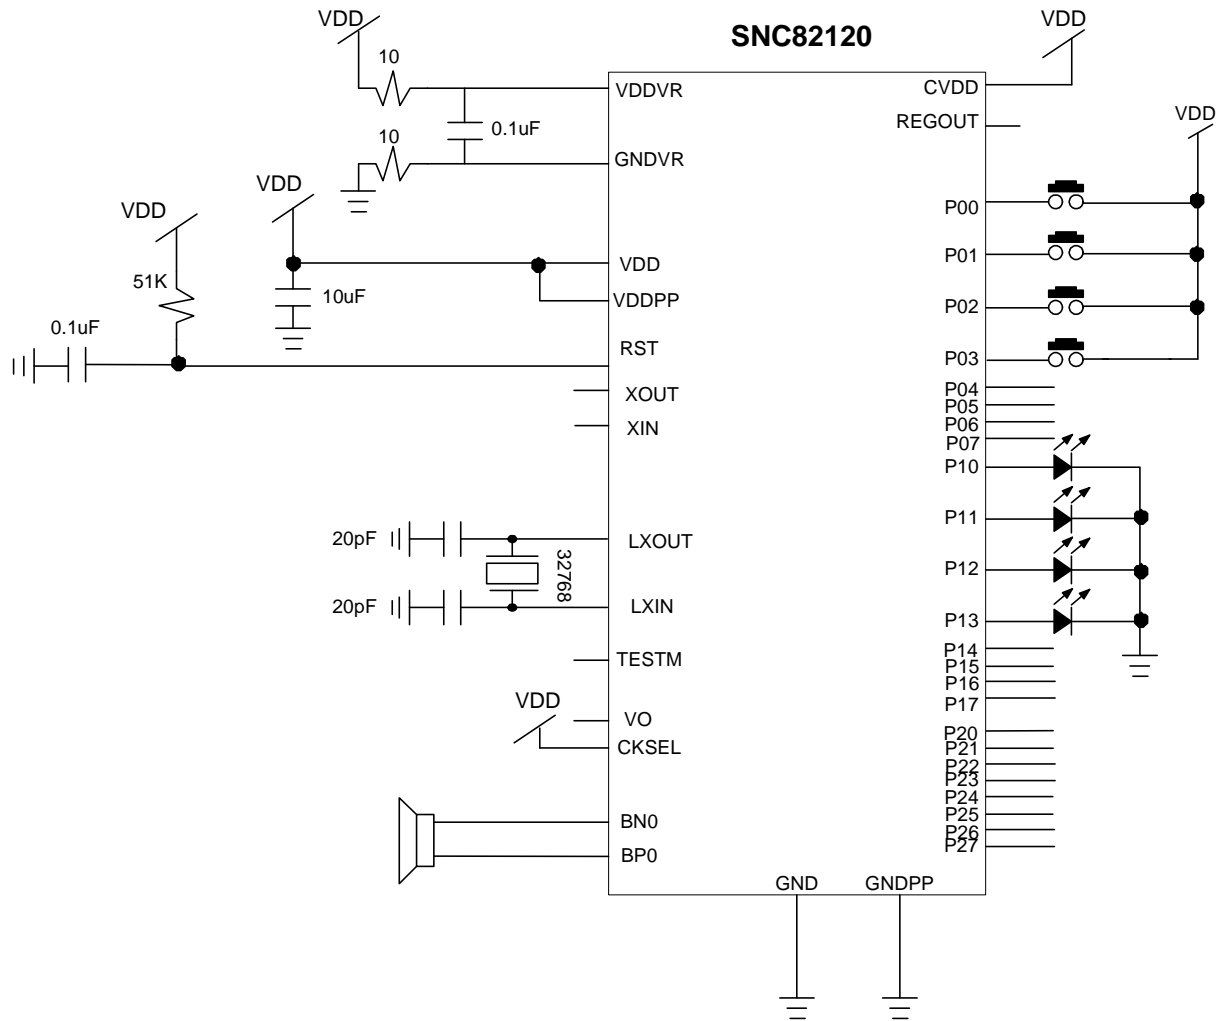 SNC82120
VDD
10
VDDVR
0.1uF
10
GNDVR
VDD
VDD
VDD
VDDPP
10uF
51K
0.1uF
RST
XOUT
XIN
20pF
LXOUT
32768
20pF
LXIN
TESTM
VDD
VO
CKSEL
BN0
BP0
GND
GNDPP
VDD
CVDD
REGOUT
VDD
P00
P01
P02
P03
P04
P05
P06
P07
P10
P11
P12
P13
P14
P15
P16
P17
P20
P21
P22
P23
P24
P25
P26
P27